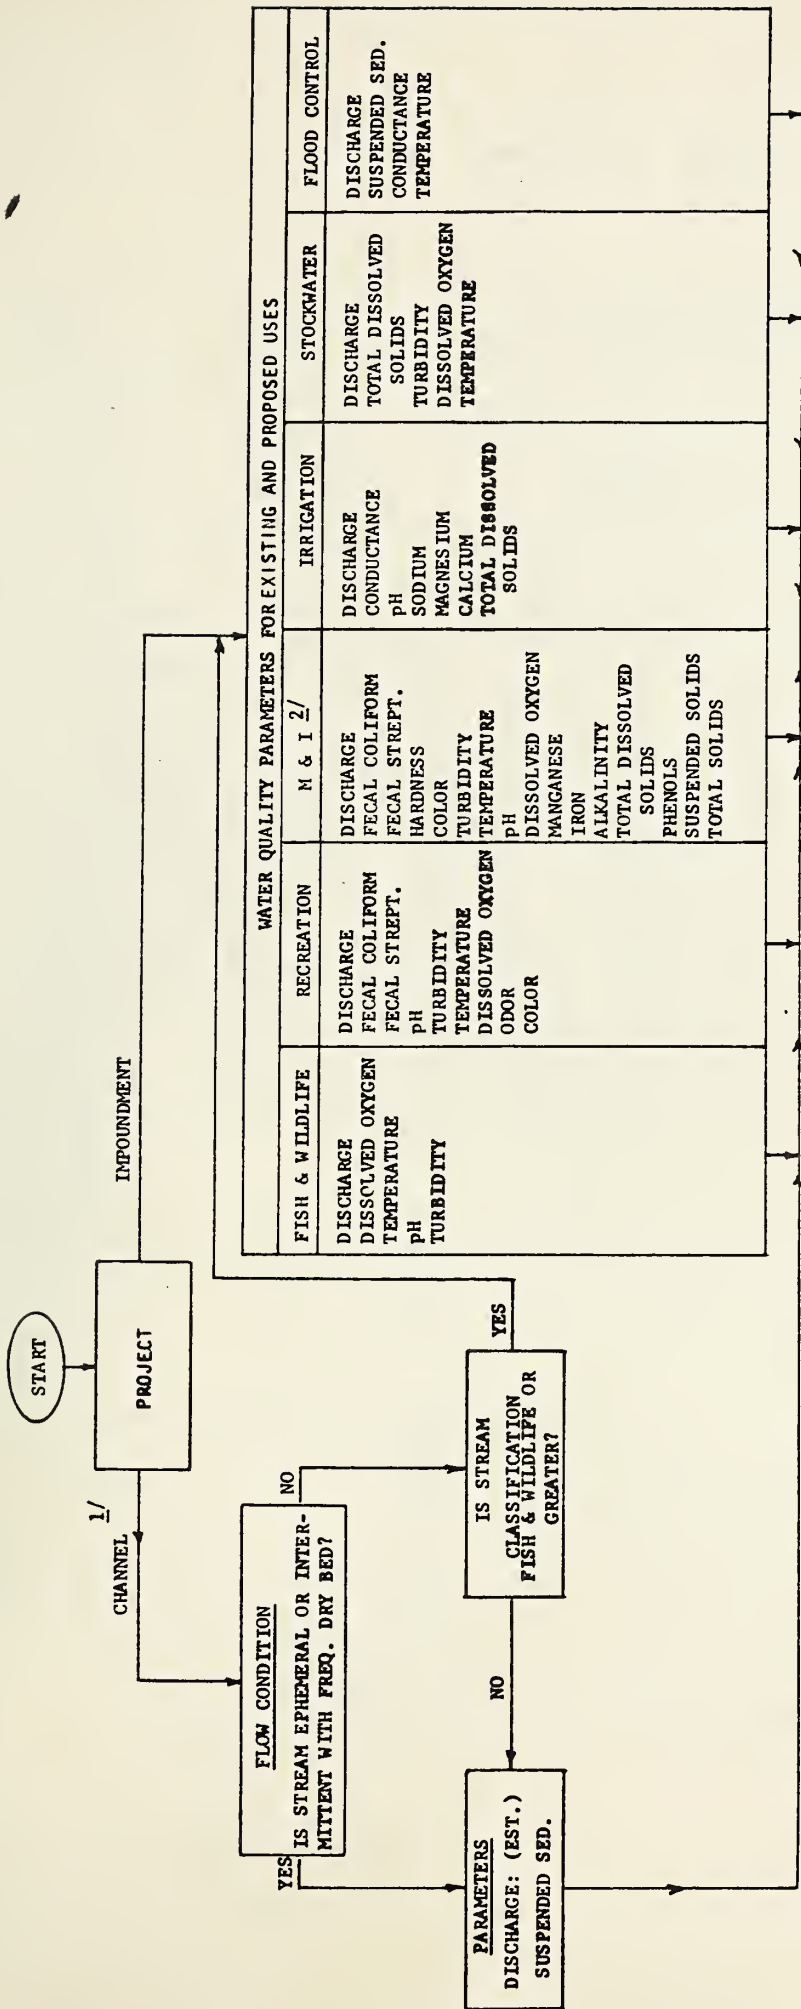 START
PROJECT
CHANNEL 1/
IMPOUNDMENT
FLOW CONDITION
IS STREAM EPHEMERAL OR INTER-
MITTENT WITH FREQ. DRY BED?
YES
NO
IS STREAM
CLASSIFICATION
FISH & WILDLIFE OR
GREATER?
YES
NO
PARAMETERS
DISCHARGE: (EST.)
SUSPENDED SED.
WATER QUALITY PARAMETERS FOR EXISTING AND PROPOSED USES
FISH & WILDLIFE
DISCHARGE
DISSOLVED OXYGEN
TEMPERATURE
pH
TURBIDITY
RECREATION
DISCHARGE
FECAL COLIFORM
FECAL STREPT.
pH
TURBIDITY
TEMPERATURE
DISSOLVED OXYGEN
ODOR
COLOR
M & I 2/
DISCHARGE
FECAL COLIFORM
FECAL STREPT.
HARDNESS
COLOR
TURBIDITY
TEMPERATURE
pH
DISSOLVED OXYGEN
MANGANESE
IRON
ALKALINITY
TOTAL DISSOLVED
SOLIDS
PHENOLS
SUSPENDED SOLIDS
TOTAL SOLIDS
IRRIGATION
DISCHARGE
CONDUCTANCE
pH
SODIUM
MAGNESIUM
CALCIUM
TOTAL DISSOLVED
SOLIDS
STOCKWATER
DISCHARGE
TOTAL DISSOLVED
SOLIDS
TURBIDITY
DISSOLVED OXYGEN
TEMPERATURE
FLOOD CONTROL
DISCHARGE
SUSPENDED SED.
CONDUCTANCE
TEMPERATURE